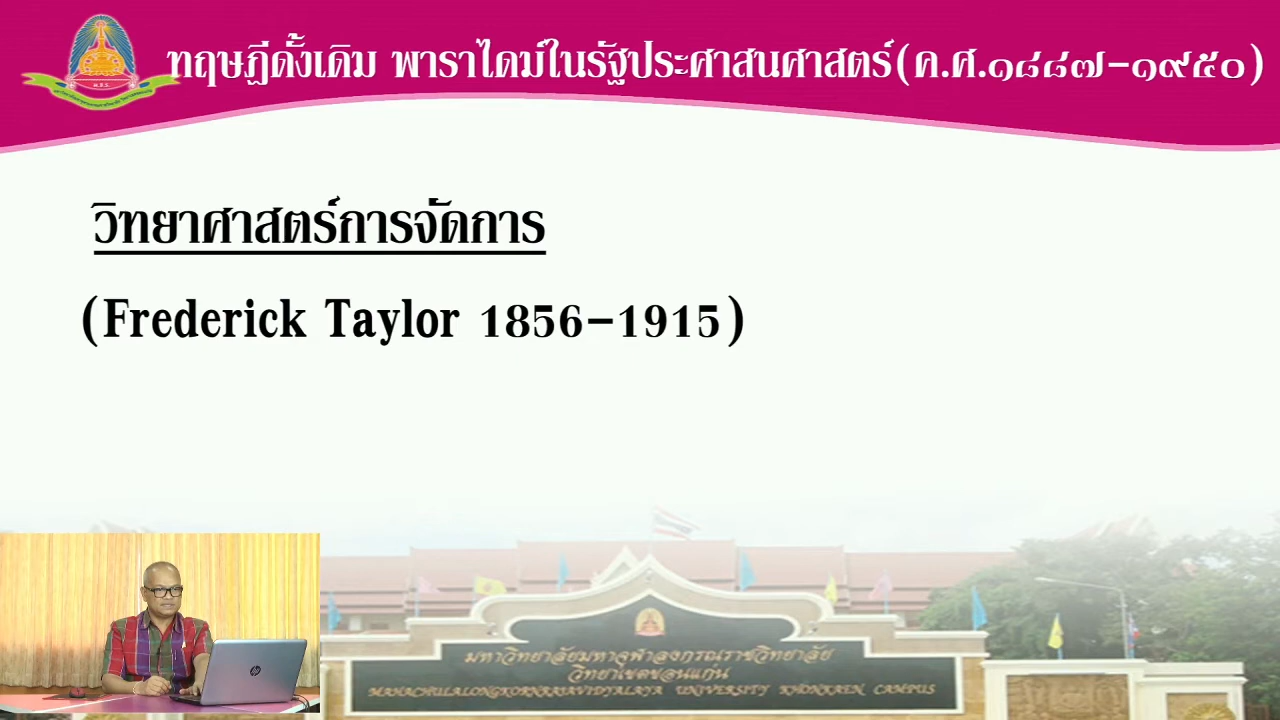 ทฤษฎีดั้งเดิม พาราไดม์ในรัฐประศาสนศาสตร์(ค.ศ.๑๘๘๗-๑๙๕๐)
วิทยาศาสตร์การจัดการ
(Frederick Taylor 1856-1915)
มหาวิทยาลัยมหาจุฬาลงกรณราชวิทยาลัย
วิทยาเขตขอนแก่น
MAHACHULALONGKORNRAJAVIDYALAYA UNIVERSITY KHONKAEN CAMPUS
hp